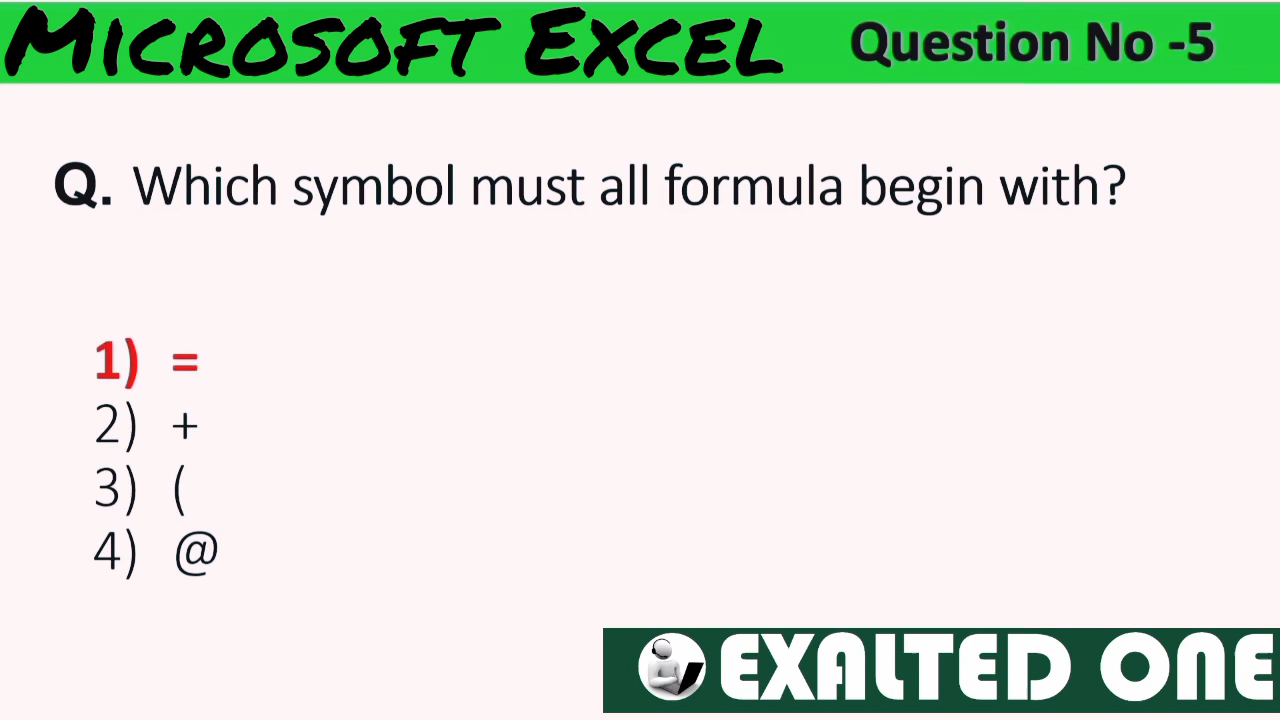 MICROSOFT EXCEL Question No -5
Q. Which symbol must all formula begin with?
1) =
2) +
3) (
4) @
EXALTED ONE